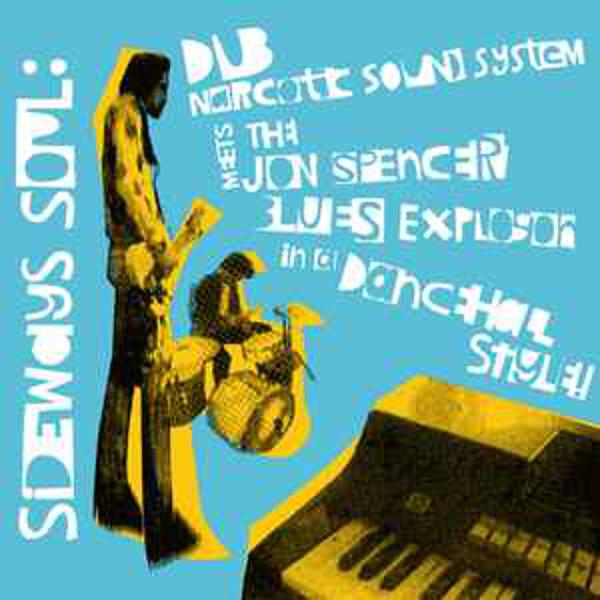 SIDEWAYS SOUL:
DUB
NARCOTIC SOUND SYSTEM
MEETS THE
JON SPENCER
BLUES EXPLOSION
in a DANCEHALL
STYLE!!